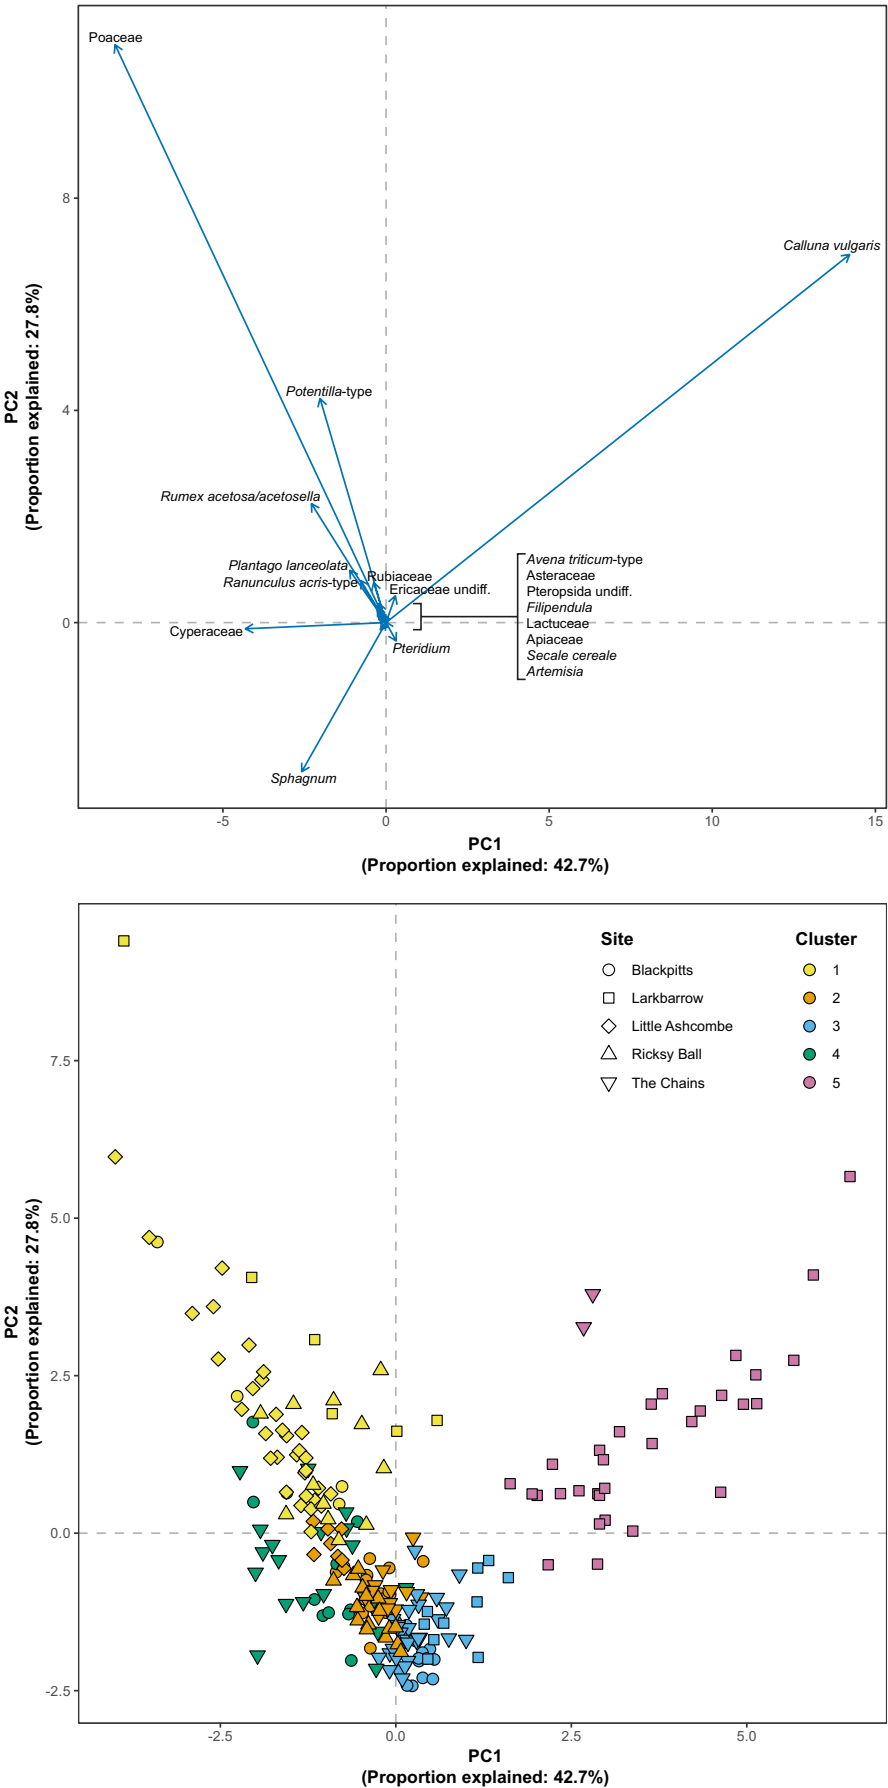 Poaceae
Calluna vulgaris
8
Potentilla-type
4
Rumex acetosa/acetosella
Plantago lanceolata
Rubiaceae
Ranunculus acris-type
Ericaceae undiff.
Avena triticum-type
Asteraceae
Pteropsida undiff.
Filipendula
Lactuceae
Apiaceae
Secale cereale
Artemisia
0
Cyperaceae
Pteridium
Sphagnum
PC2
(Proportion explained: 27.8%)
-5 0 5 10 15
PC1
(Proportion explained: 42.7%)
Site Cluster
Blackpitts 1
Larkbarrow 2
Little Ashcombe 3
Ricksy Ball 4
The Chains 5
7.5
5.0
2.5
0.0
-2.5
PC2
(Proportion explained: 27.8%)
-2.5 0.0 2.5 5.0
PC1
(Proportion explained: 42.7%)